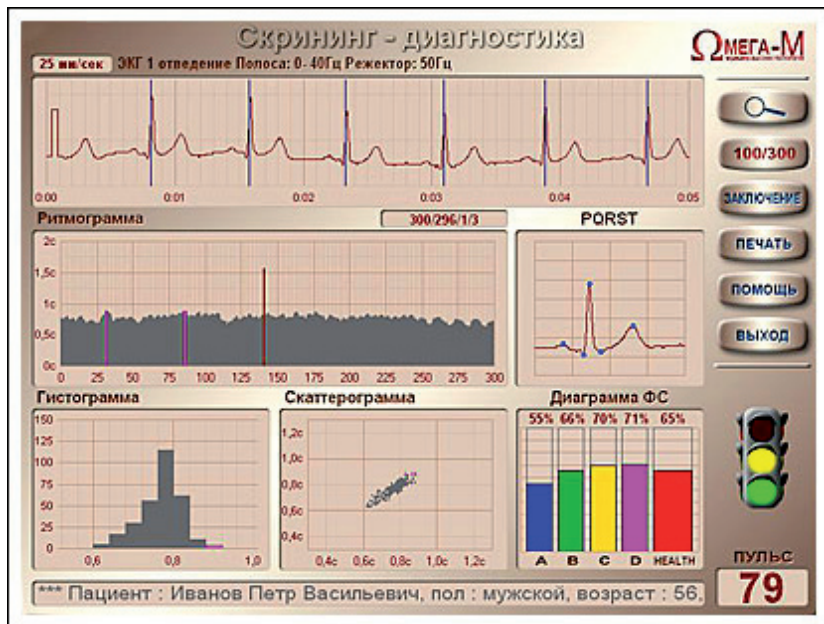 Скрининг - диагностика
ΩМЕГА-М
25 мм/сек ЭКГ 1 отведение Полоса: 0- 40Гц Режектор: 50Гц
100/300
ЗАКЛЮЧЕНИЕ
ПЕЧАТЬ
ПОМОЩЬ
ВЫХОД
0:00 0:01 0:02 0:03 0:04 0:05
Ритмограмма 300/296/1/3
2с
1,5с
1с
0,5с
0с
0 25 50 75 100 125 150 175 200 225 250 275 300
PQRST
Гистограмма
150
125
100
75
50
25
0
0,6 0,8 1,0
Скаттерограмма
1,2с
1,0с
0,8с
0,6с
0,4с
0,4с 0,6с 0,8с 1,0с 1,2с
Диаграмма ФС
55% 66% 70% 71% 65%
A B C D HEALTH
ПУЛЬС
79
*** Пациент : Иванов Петр Васильевич, пол : мужской, возраст : 56,